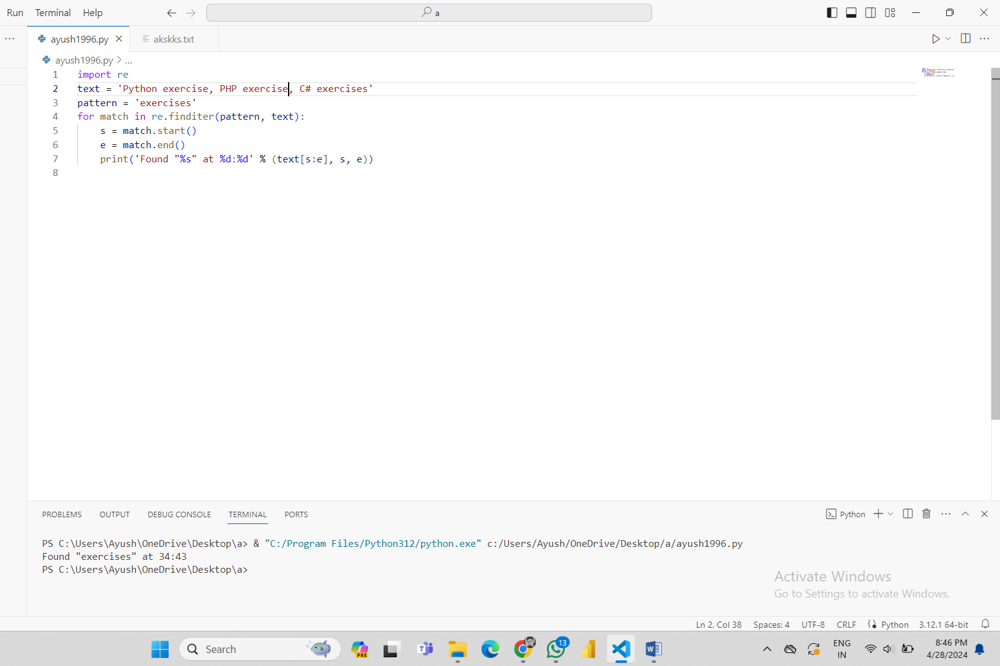 Run Terminal Help
a
ayush1996.py
akskks.txt
ayush1996.py > ...
1 import re
2 text = 'Python exercise, PHP exercise, C# exercises'
3 pattern = 'exercises'
4 for match in re.finditer(pattern, text):
5 s = match.start()
6 e = match.end()
7 print('Found "%s" at %d:%d' % (text[s:e], s, e))
8
PROBLEMS OUTPUT DEBUG CONSOLE TERMINAL PORTS
Python
PS C:\Users\Ayush\OneDrive\Desktop\a> & "C:/Program Files/Python312/python.exe" c:/Users/Ayush/OneDrive/Desktop/a/ayush1996.py
Found "exercises" at 34:43
PS C:\Users\Ayush\OneDrive\Desktop\a>
Activate Windows
Go to Settings to activate Windows.
Ln 2, Col 38 Spaces: 4 UTF-8 CRLF Python 3.12.1 64-bit
Search
PRE
13
ENG
IN
8:46 PM
4/28/2024